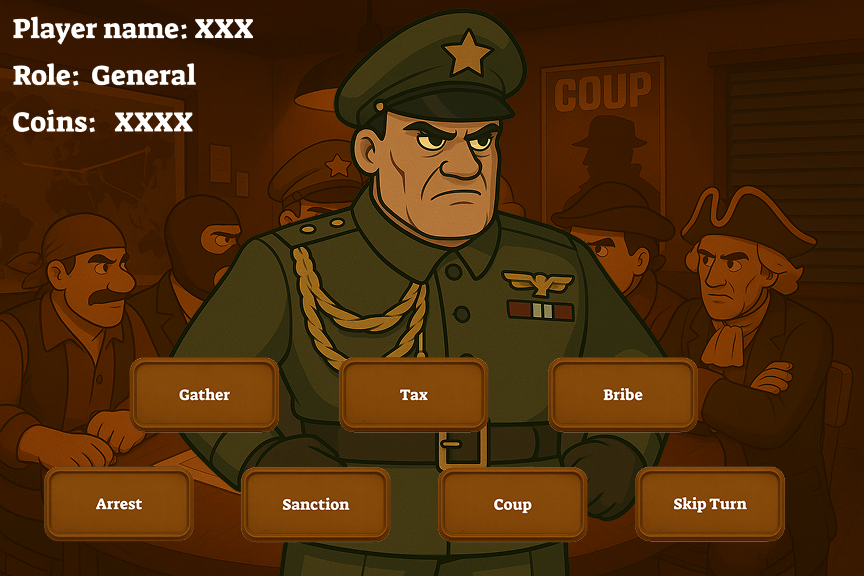 Player name: XXX
Role: General
Coins: XXXX
COUP
Gather
Tax
Bribe
Arrest
Sanction
Coup
Skip Turn